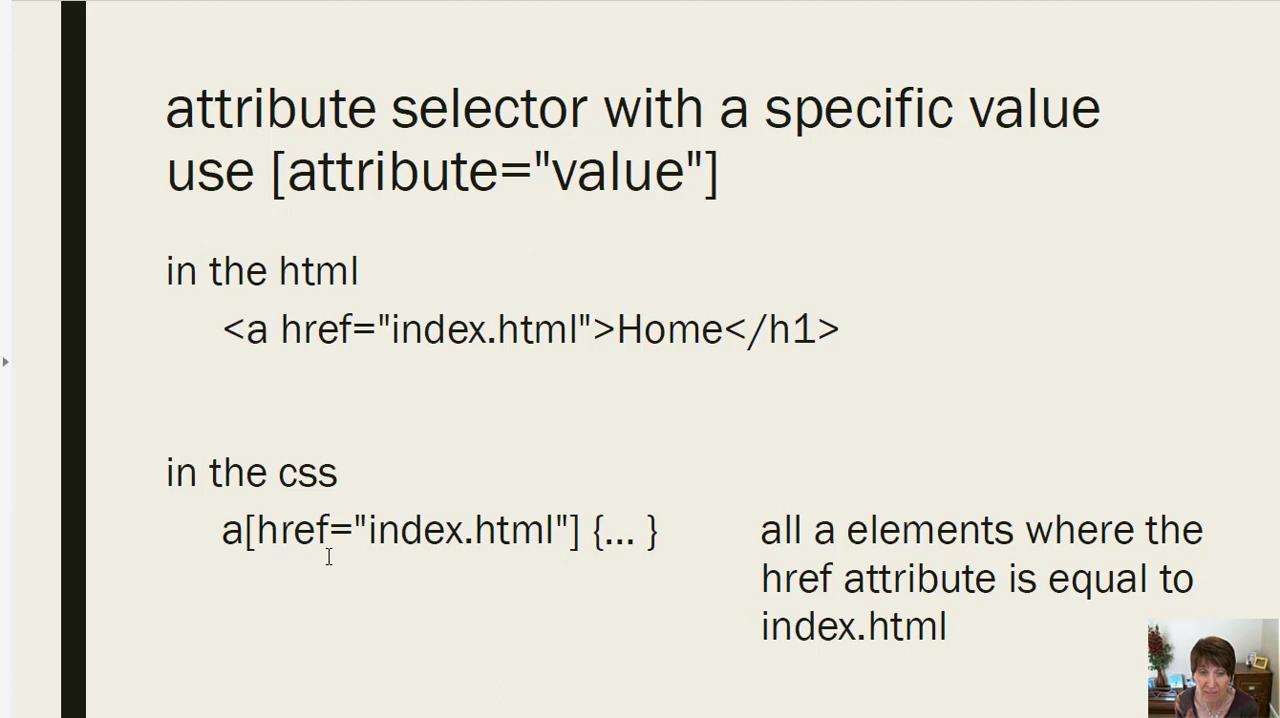 attribute selector with a specific value
use [attribute="value"]
in the html
<a href="index.html">Home</h1>
in the css
a[href="index.html"] {... }
all a elements where the
href attribute is equal to
index.html